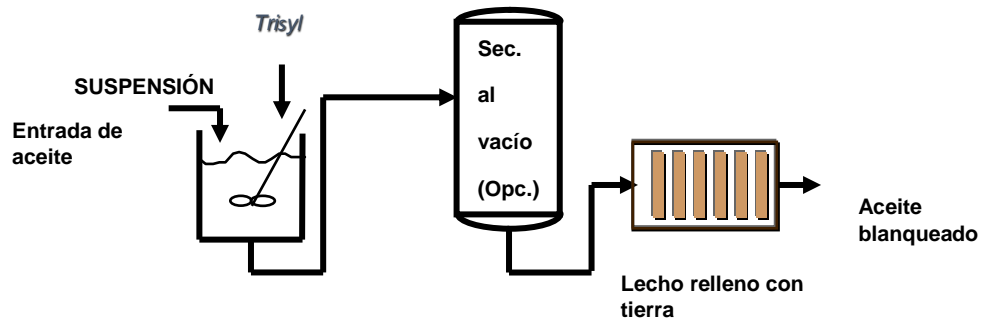 Trisyl
SUSPENSIÓN
Entrada de
aceite
Sec.
al
vacío
(Opc.)
Aceite
blanqueado
Lecho relleno con
tierra